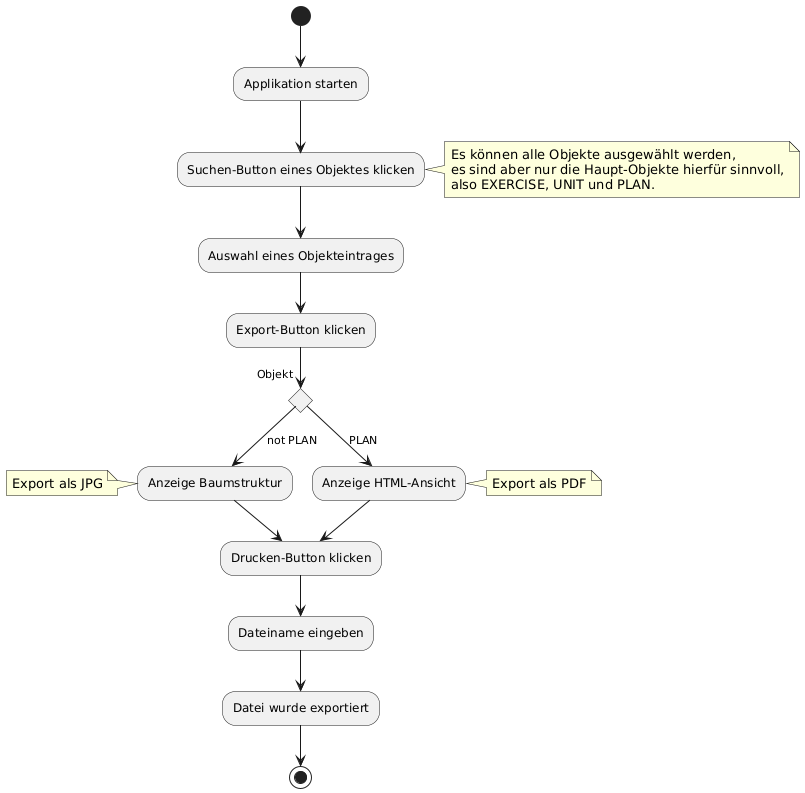 Applikation starten
Suchen-Button eines Objektes klicken
Es können alle Objekte ausgewählt werden,
es sind aber nur die Haupt-Objekte hierfür sinnvoll,
also EXERCISE, UNIT und PLAN.
Auswahl eines Objekteintrages
Export-Button klicken
Objekt
not PLAN
PLAN
Export als JPG
Anzeige Baumstruktur
Anzeige HTML-Ansicht
Export als PDF
Drucken-Button klicken
Dateiname eingeben
Datei wurde exportiert